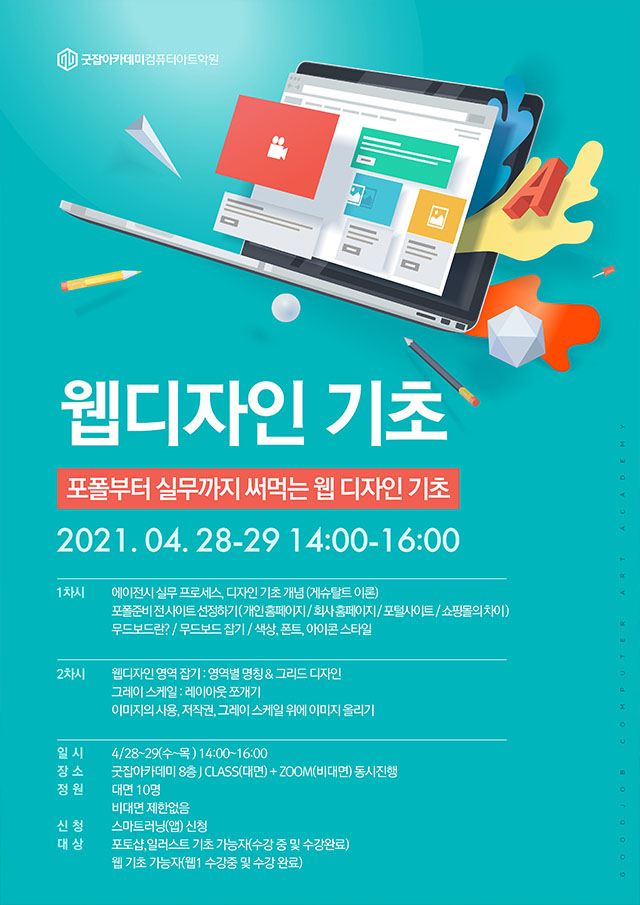 굿잡아카데미컴퓨터아트학원
A
웹디자인 기초
포폴부터 실무까지 써먹는 웹 디자인 기초
2021. 04. 28-29 14:00-16:00
1차시 에이전시 실무 프로세스, 디자인 기초 개념 (게슈탈트 이론)
포폴준비 전 사이트 선정하기 (개인 홈페이지 / 회사 홈페이지 / 포털사이트 / 쇼핑몰의 차이)
무드보드란? / 무드보드 잡기 / 색상, 폰트, 아이콘 스타일
2차시 웹디자인 영역 잡기 : 영역별 명칭 & 그리드 디자인
그레이 스케일 : 레이아웃 쪼개기
이미지의 사용, 저작권, 그레이 스케일 위에 이미지 올리기
일 시 4/28~29(수~목) 14:00~16:00
장 소 굿잡아카데미 8층 J CLASS(대면) + ZOOM(비대면) 동시진행
정 원 대면 10명
비대면 제한없음
신 청 스마트러닝(앱) 신청
대 상 포토샵,일러스트 기초 가능자(수강 중 및 수강완료)
웹 기초 가능자(웹1 수강중 및 수강 완료)
GOODJOB COMPUTER ART ACADEMY